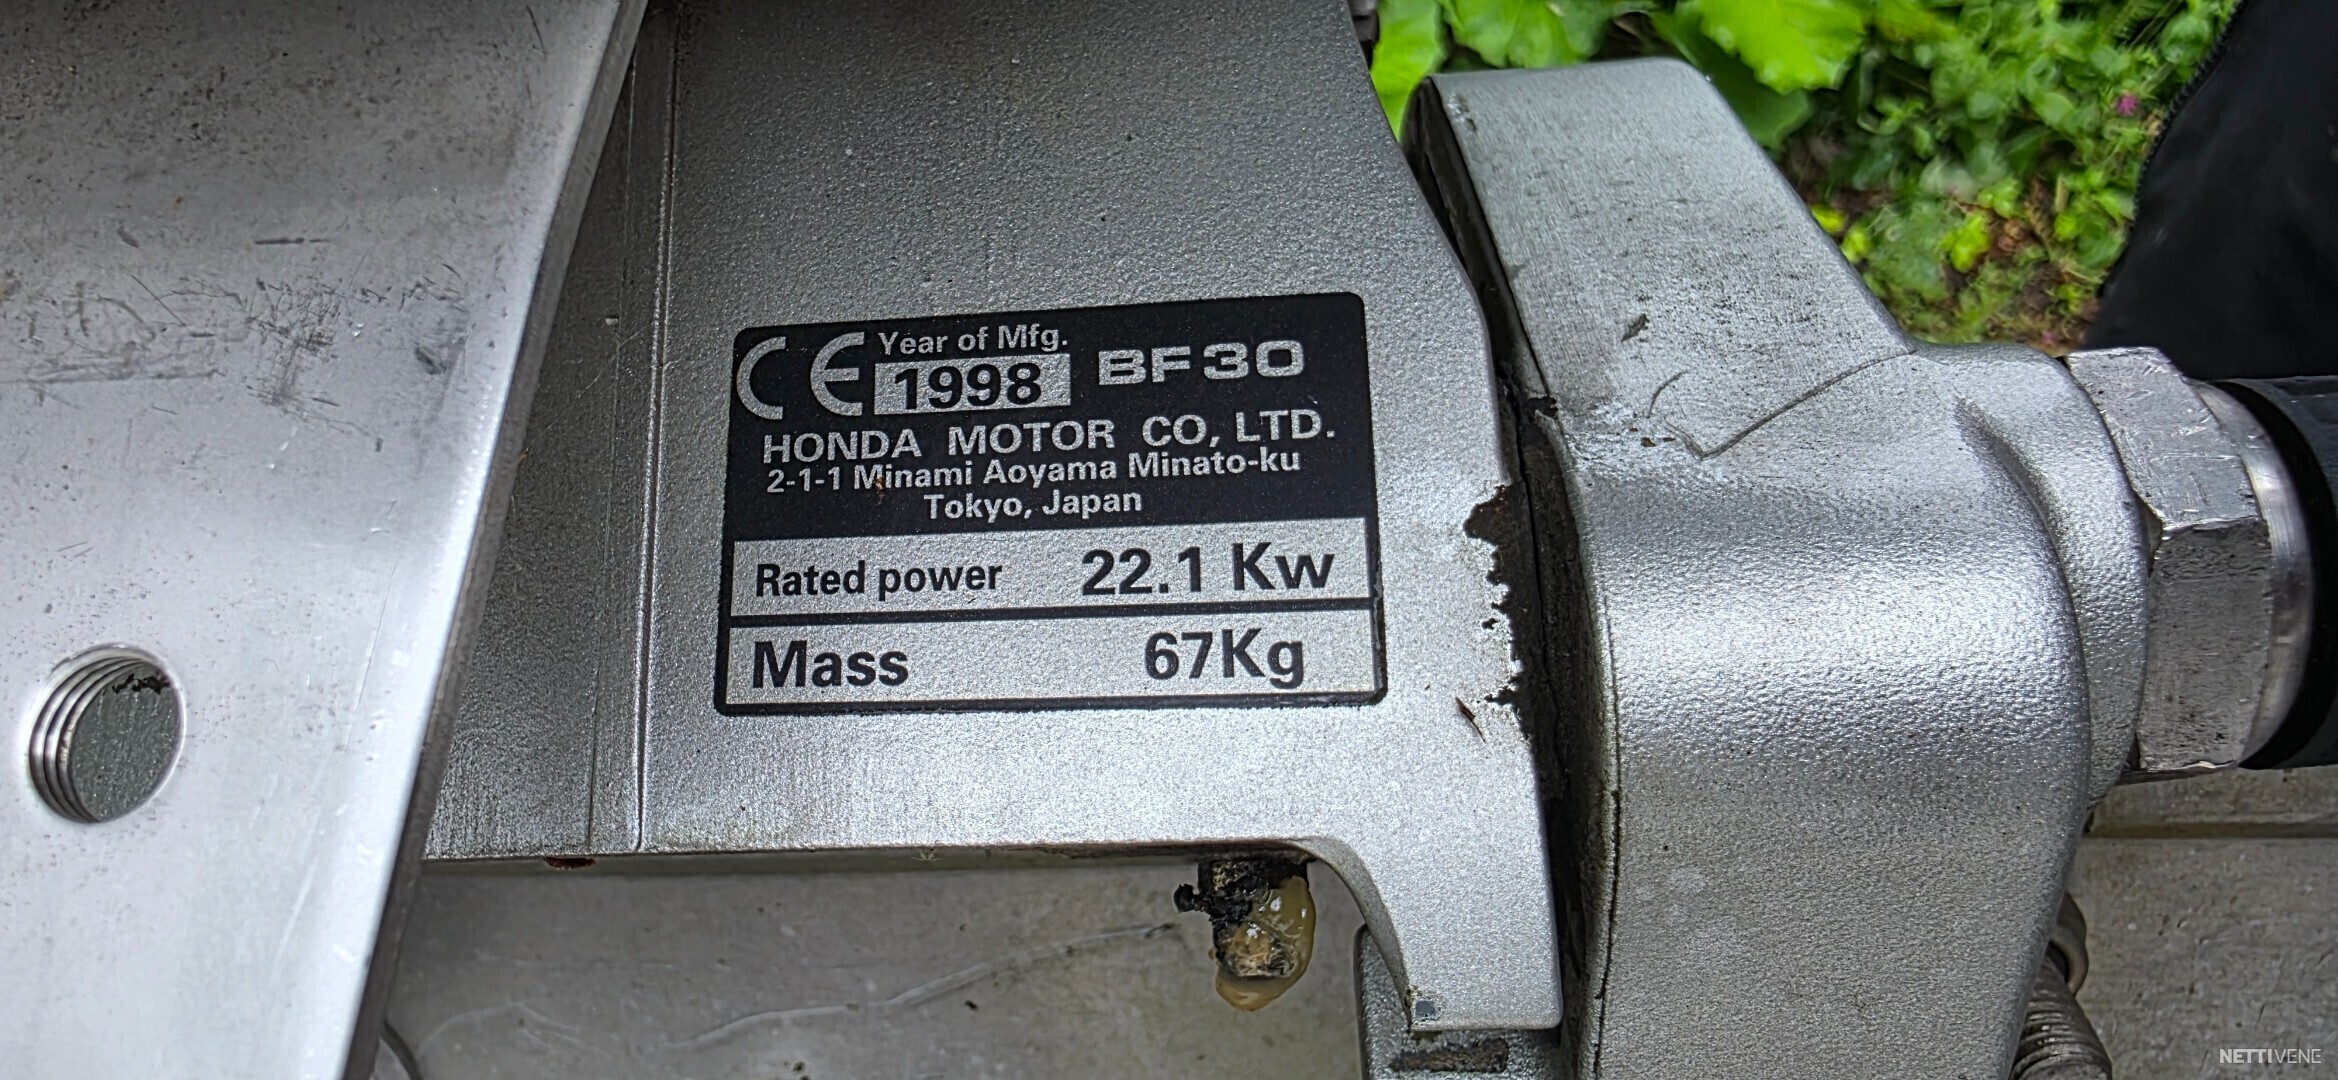 CE Year of Mfg. BF30
1998
HONDA MOTOR CO, LTD.
2-1-1 Minami Aoyama Minato-ku
Tokyo, Japan
Rated power 22.1 Kw
Mass 67Kg
NETTIVENE